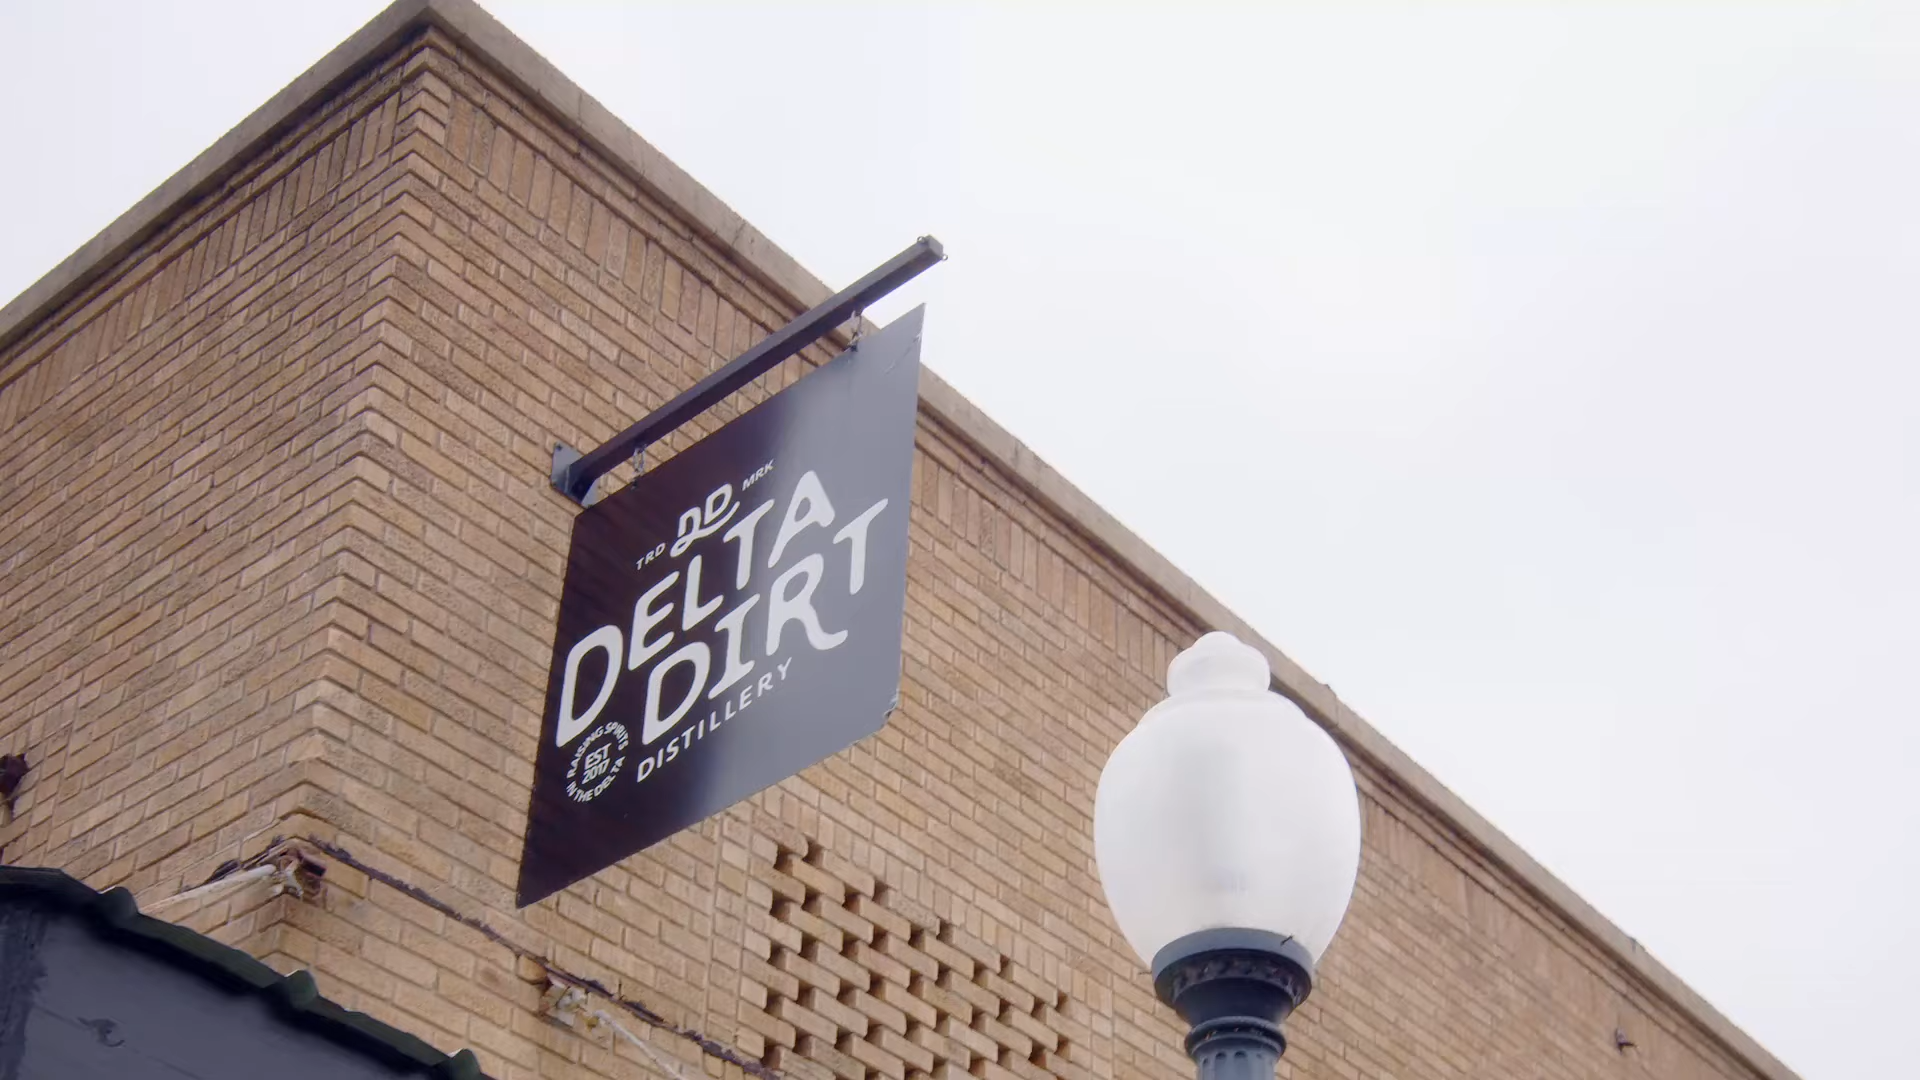 TRD DD MRK
DELTA
DIRT
DISTILLERY
RAISING SPIRITS
EST
2017
IN THE DELTA